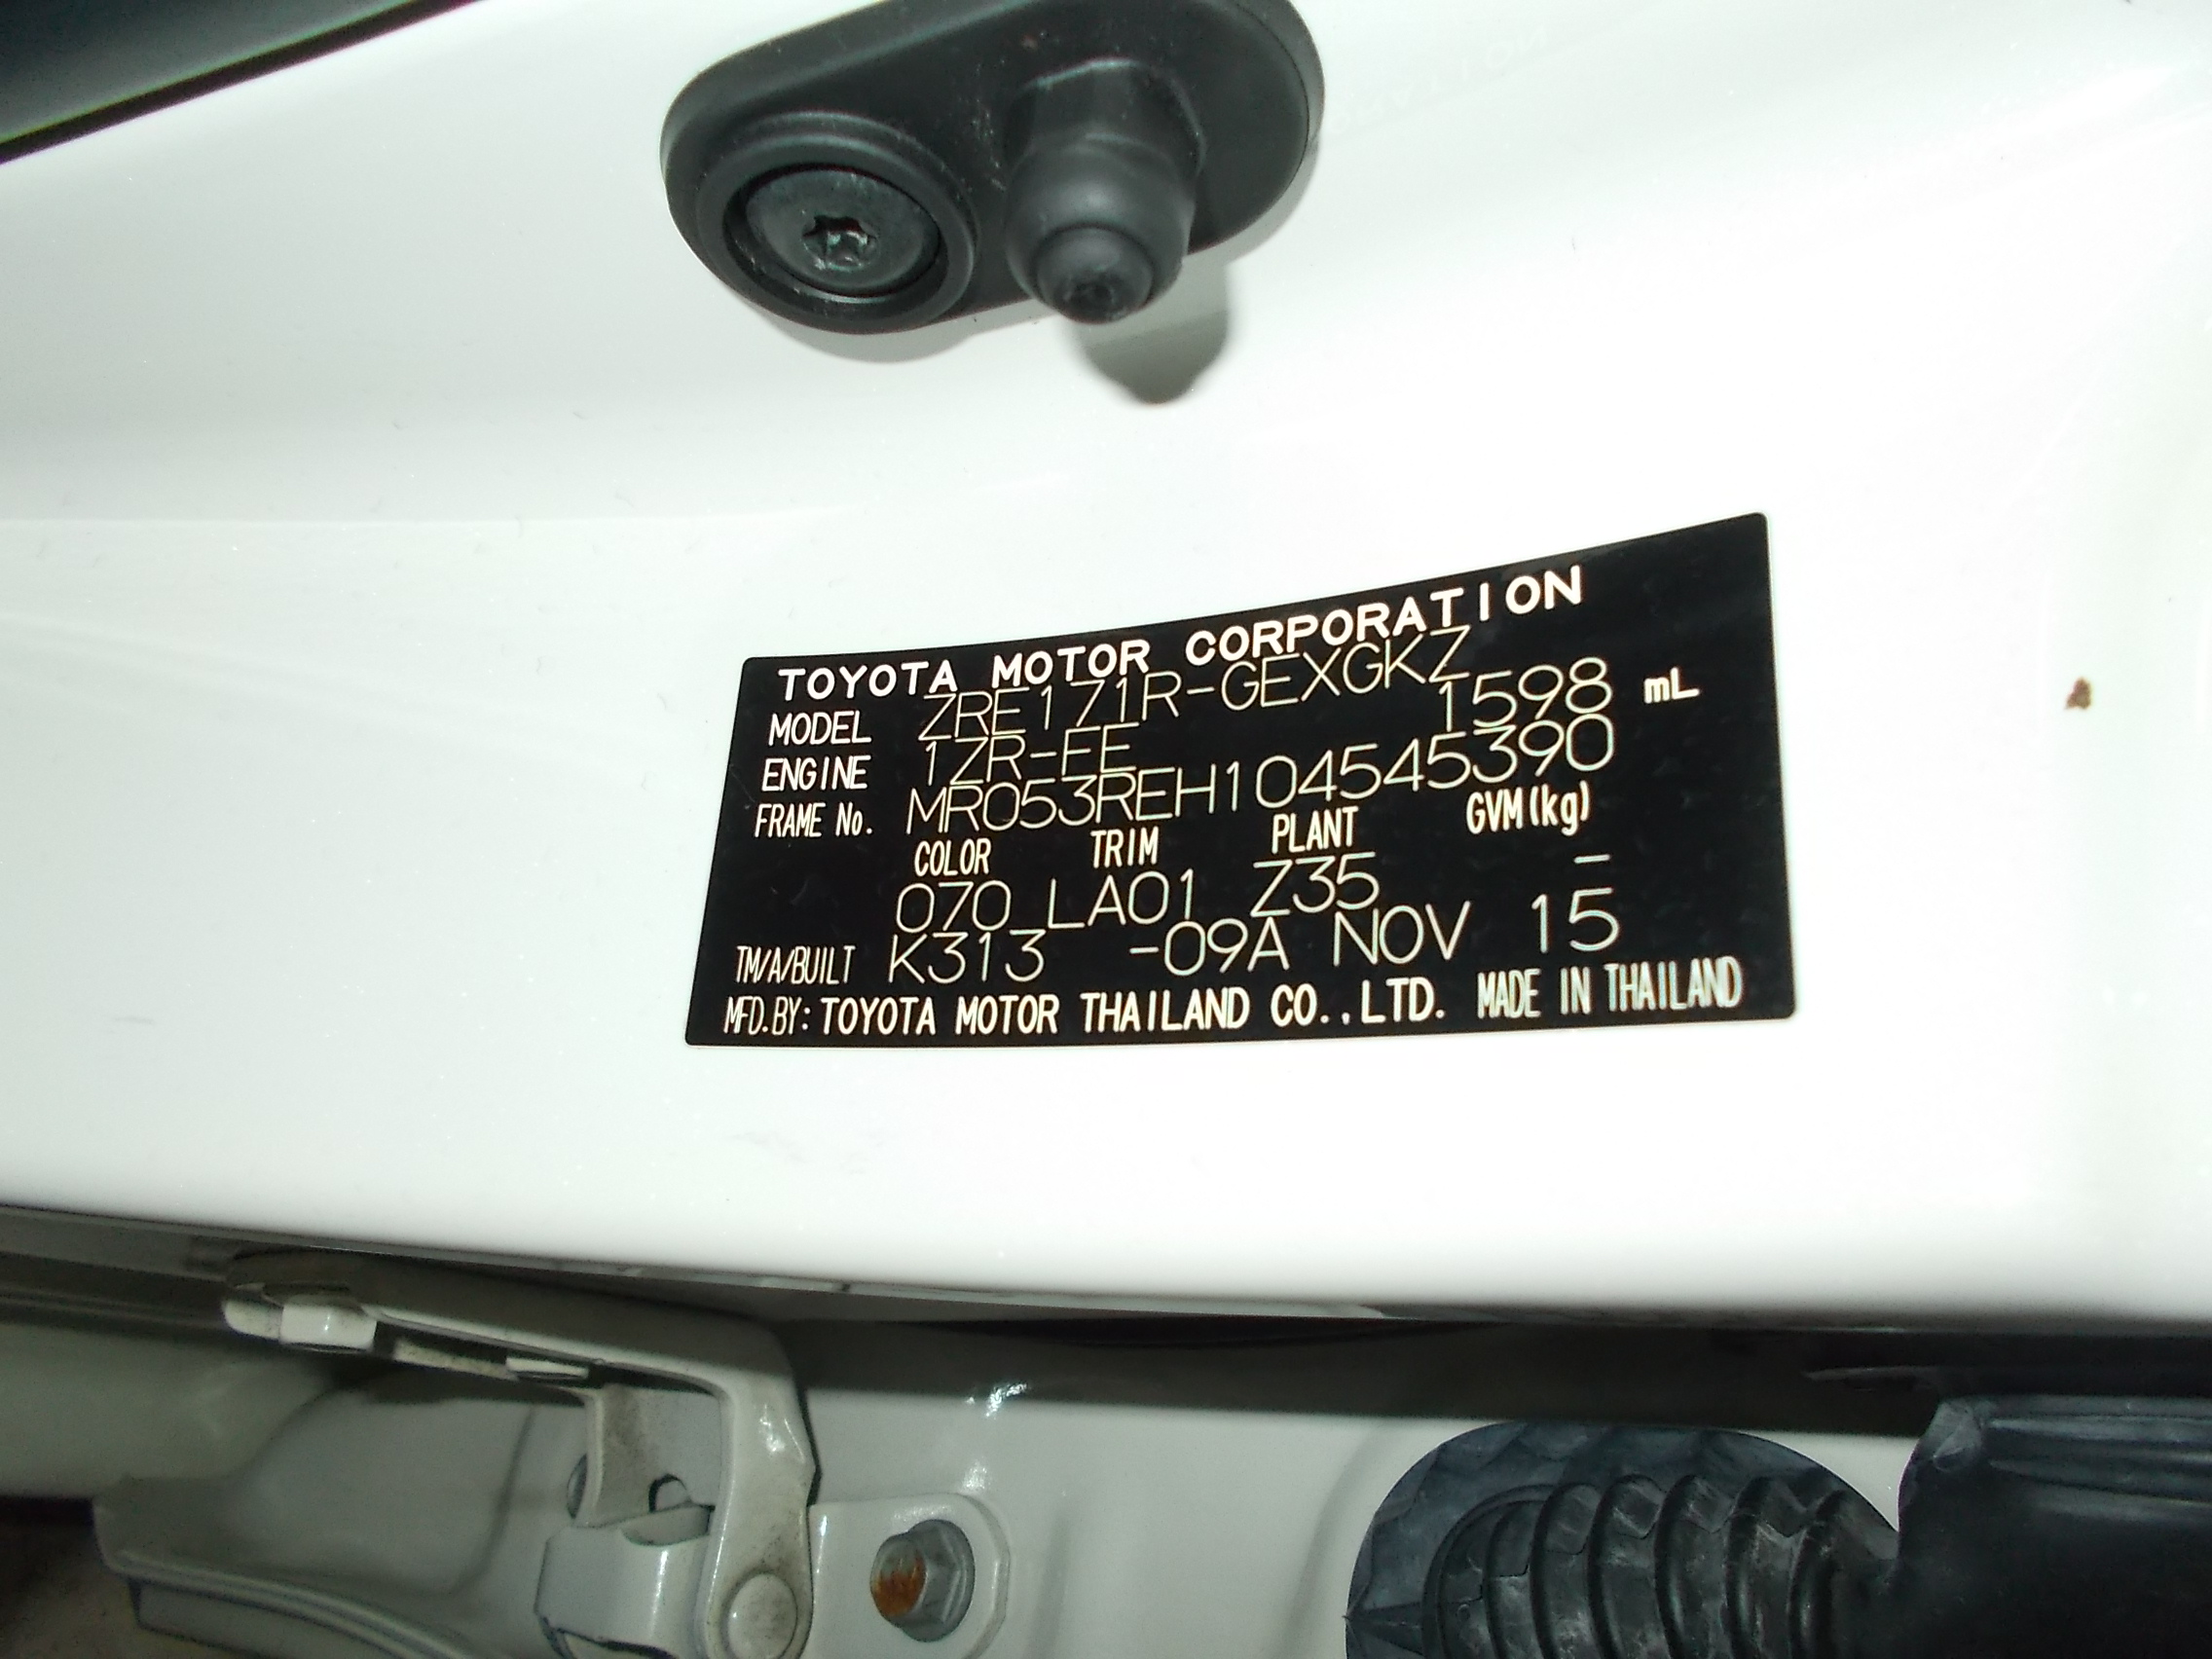 TOYOTA MOTOR CORPORATION
MODEL ZRE171R-GEXGKZ
ENGINE 1ZR-FE 1598 mL
FRAME No. MR053REH104545390
COLOR TRIM PLANT GVM(kg)
070 LA01 Z35 –
TM/A/BUILT K313 -09A NOV 15
MFD.BY: TOYOTA MOTOR THAILAND CO.,LTD. MADE IN THAILAND